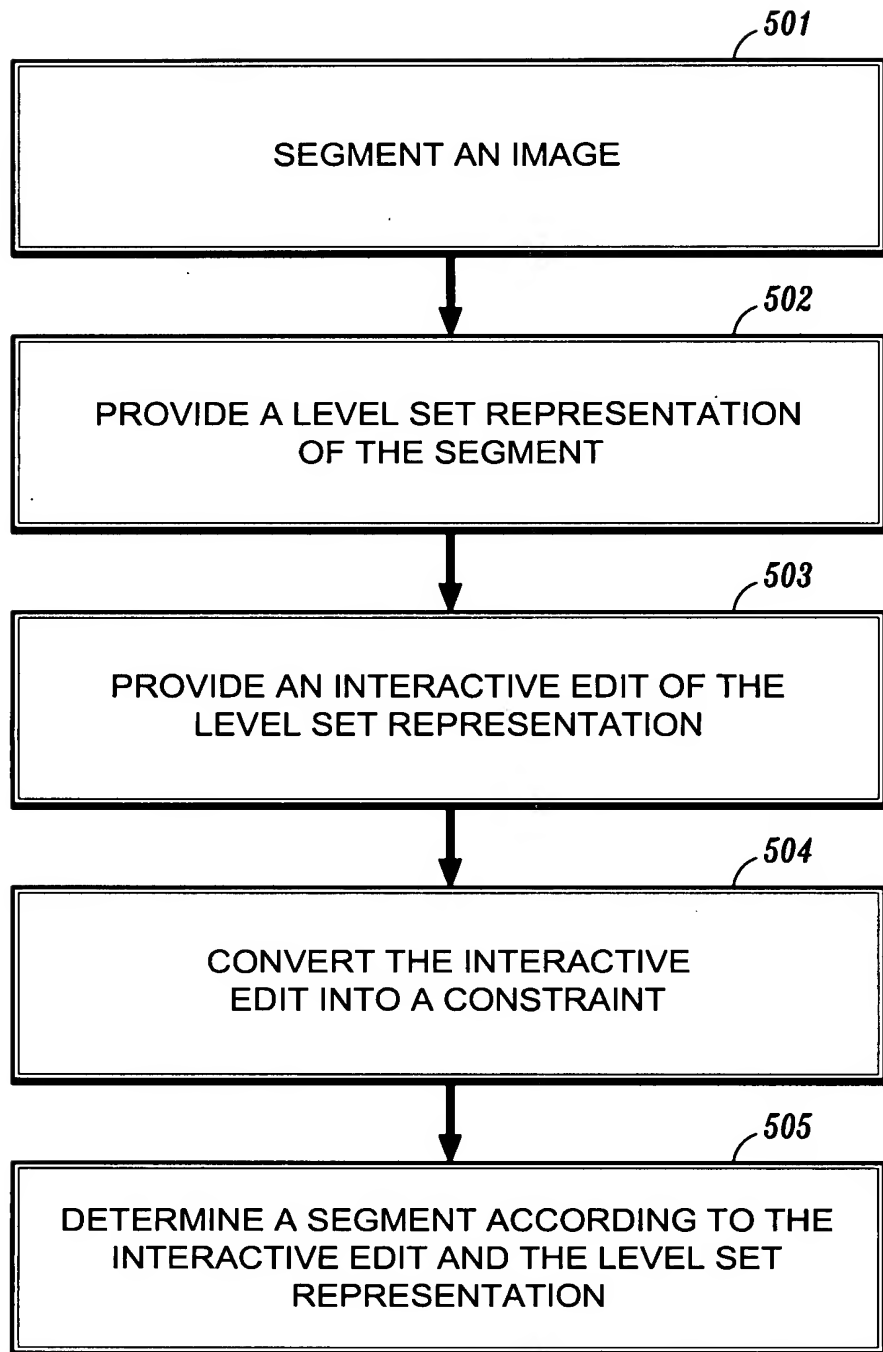 501
SEGMENT AN IMAGE
502
PROVIDE A LEVEL SET REPRESENTATION
OF THE SEGMENT
503
PROVIDE AN INTERACTIVE EDIT OF THE
LEVEL SET REPRESENTATION
504
CONVERT THE INTERACTIVE
EDIT INTO A CONSTRAINT
505
DETERMINE A SEGMENT ACCORDING TO THE
INTERACTIVE EDIT AND THE LEVEL SET
REPRESENTATION